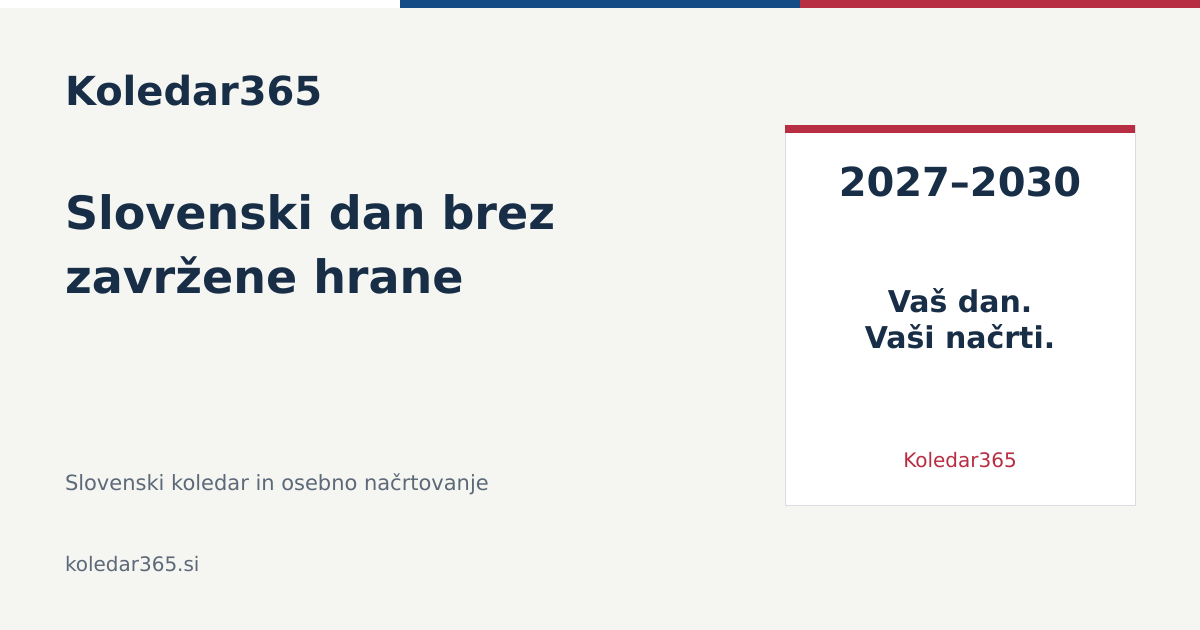 Koledar365
Slovenski dan brez
zavržene hrane
Slovenski koledar in osebno načrtovanje
koledar365.si
2027–2030
Vaš dan.
Vaši načrti.
Koledar365